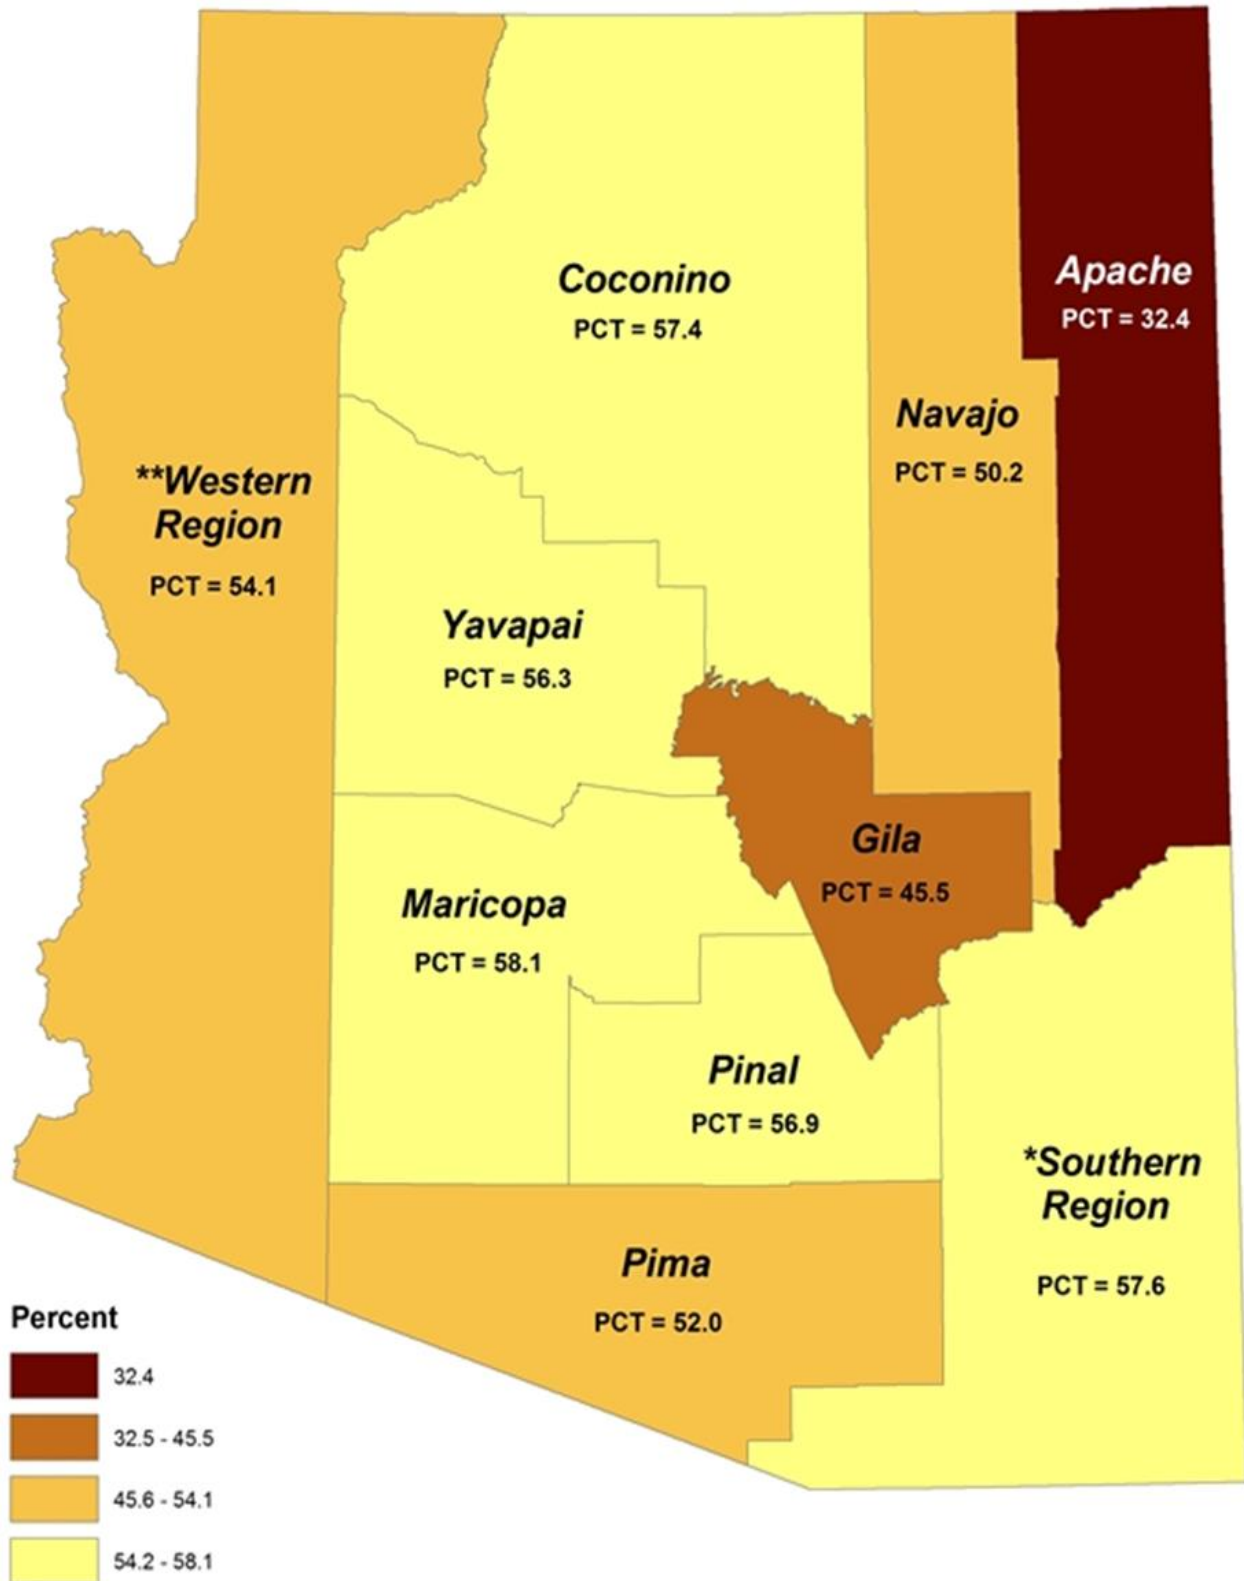 Coconino
PCT = 57.4
Apache
PCT = 32.4
Navajo
PCT = 50.2
**Western
Region
PCT = 54.1
Yavapai
PCT = 56.3
Gila
PCT = 45.5
Maricopa
PCT = 58.1
Pinal
PCT = 56.9
*Southern
Region
PCT = 57.6
Pima
PCT = 52.0
Percent
32.4
32.5 - 45.5
45.6 - 54.1
54.2 - 58.1